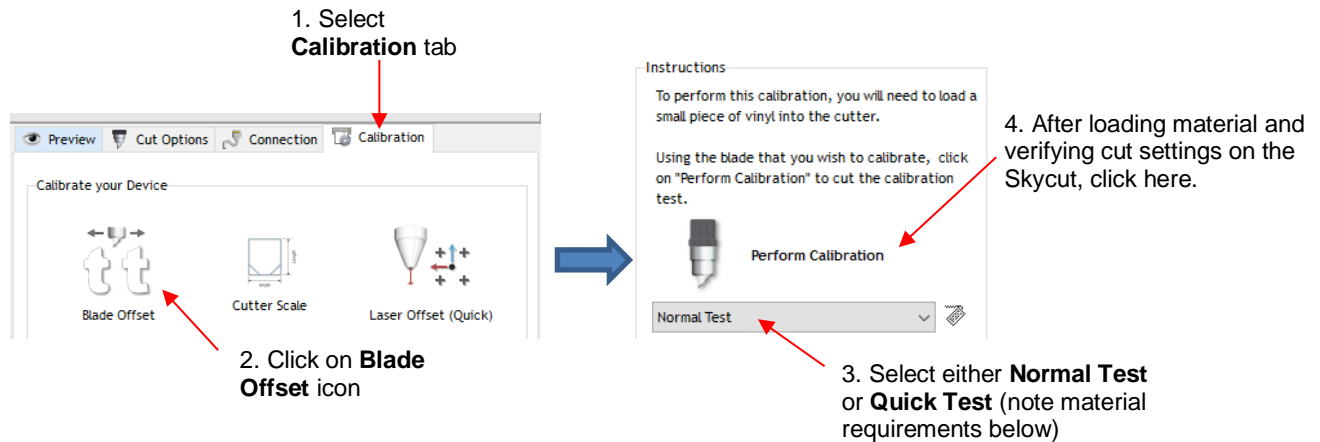 1. Select
Calibration tab
Preview Cut Options Connection Calibration
Calibrate your Device
Blade Offset
Cutter Scale
Laser Offset (Quick)
2. Click on Blade
Offset icon
Instructions
To perform this calibration, you will need to load a
small piece of vinyl into the cutter.
Using the blade that you wish to calibrate, click
on "Perform Calibration" to cut the calibration
test.
Perform Calibration
Normal Test
3. Select either Normal Test
or Quick Test (note material
requirements below)
4. After loading material and
verifying cut settings on the
Skycut, click here.